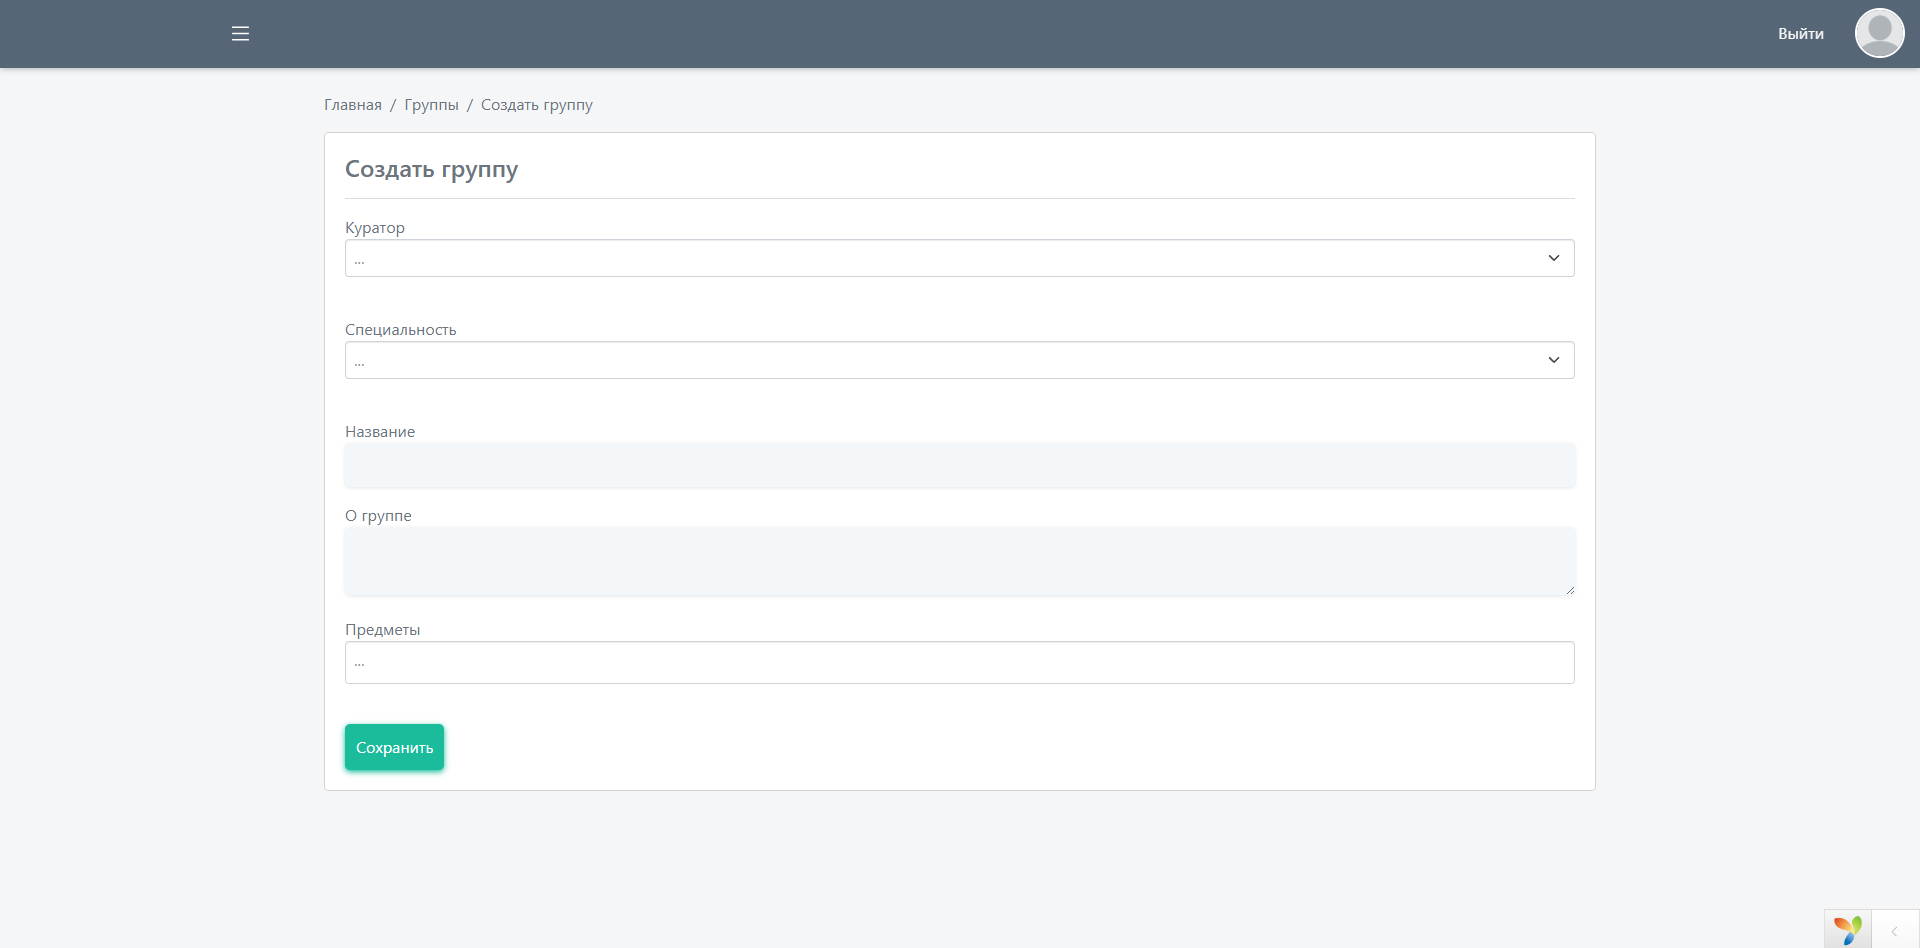 Выйти
Главная / Группы / Создать группу
Создать группу
Куратор
...
Специальность
...
Название
О группе
Предметы
...
Сохранить